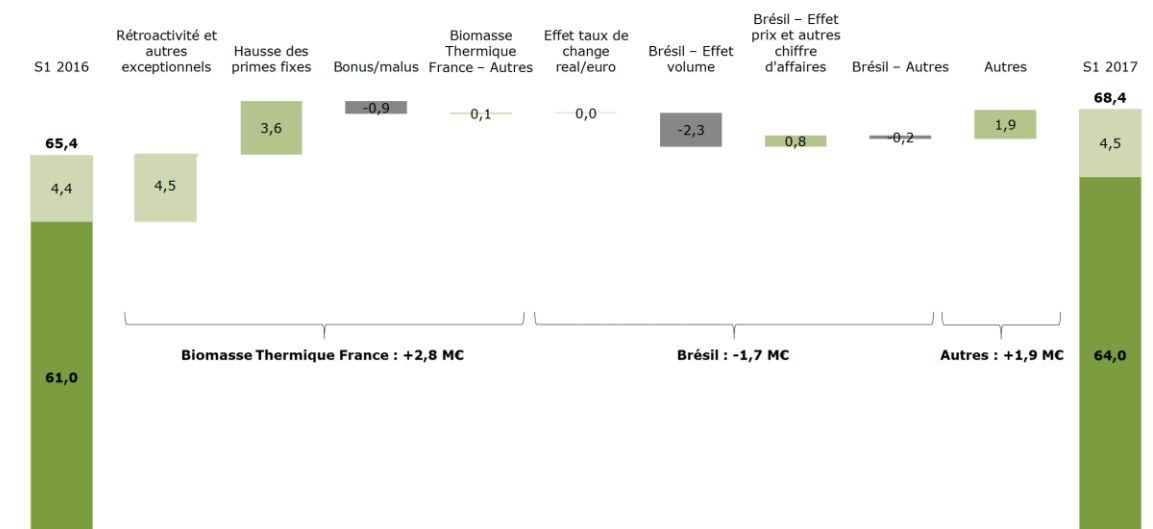 S1 2016
Rétroactivité et
autres
exceptionnels
Hausse des
primes fixes
Bonus/malus
Biomasse
Thermique
France – Autres
Effet taux de
change
real/euro
Brésil – Effet
volume
Brésil – Effet
prix et autres
chiffre
d'affaires
Brésil – Autres
Autres
S1 2017
65,4
4,4
61,0
4,5
3,6
-0,9
0,1
0,0
-2,3
0,8
-0,2
1,9
68,4
4,5
64,0
Biomasse Thermique France : +2,8 M€
Brésil : -1,7 M€
Autres : +1,9 M€